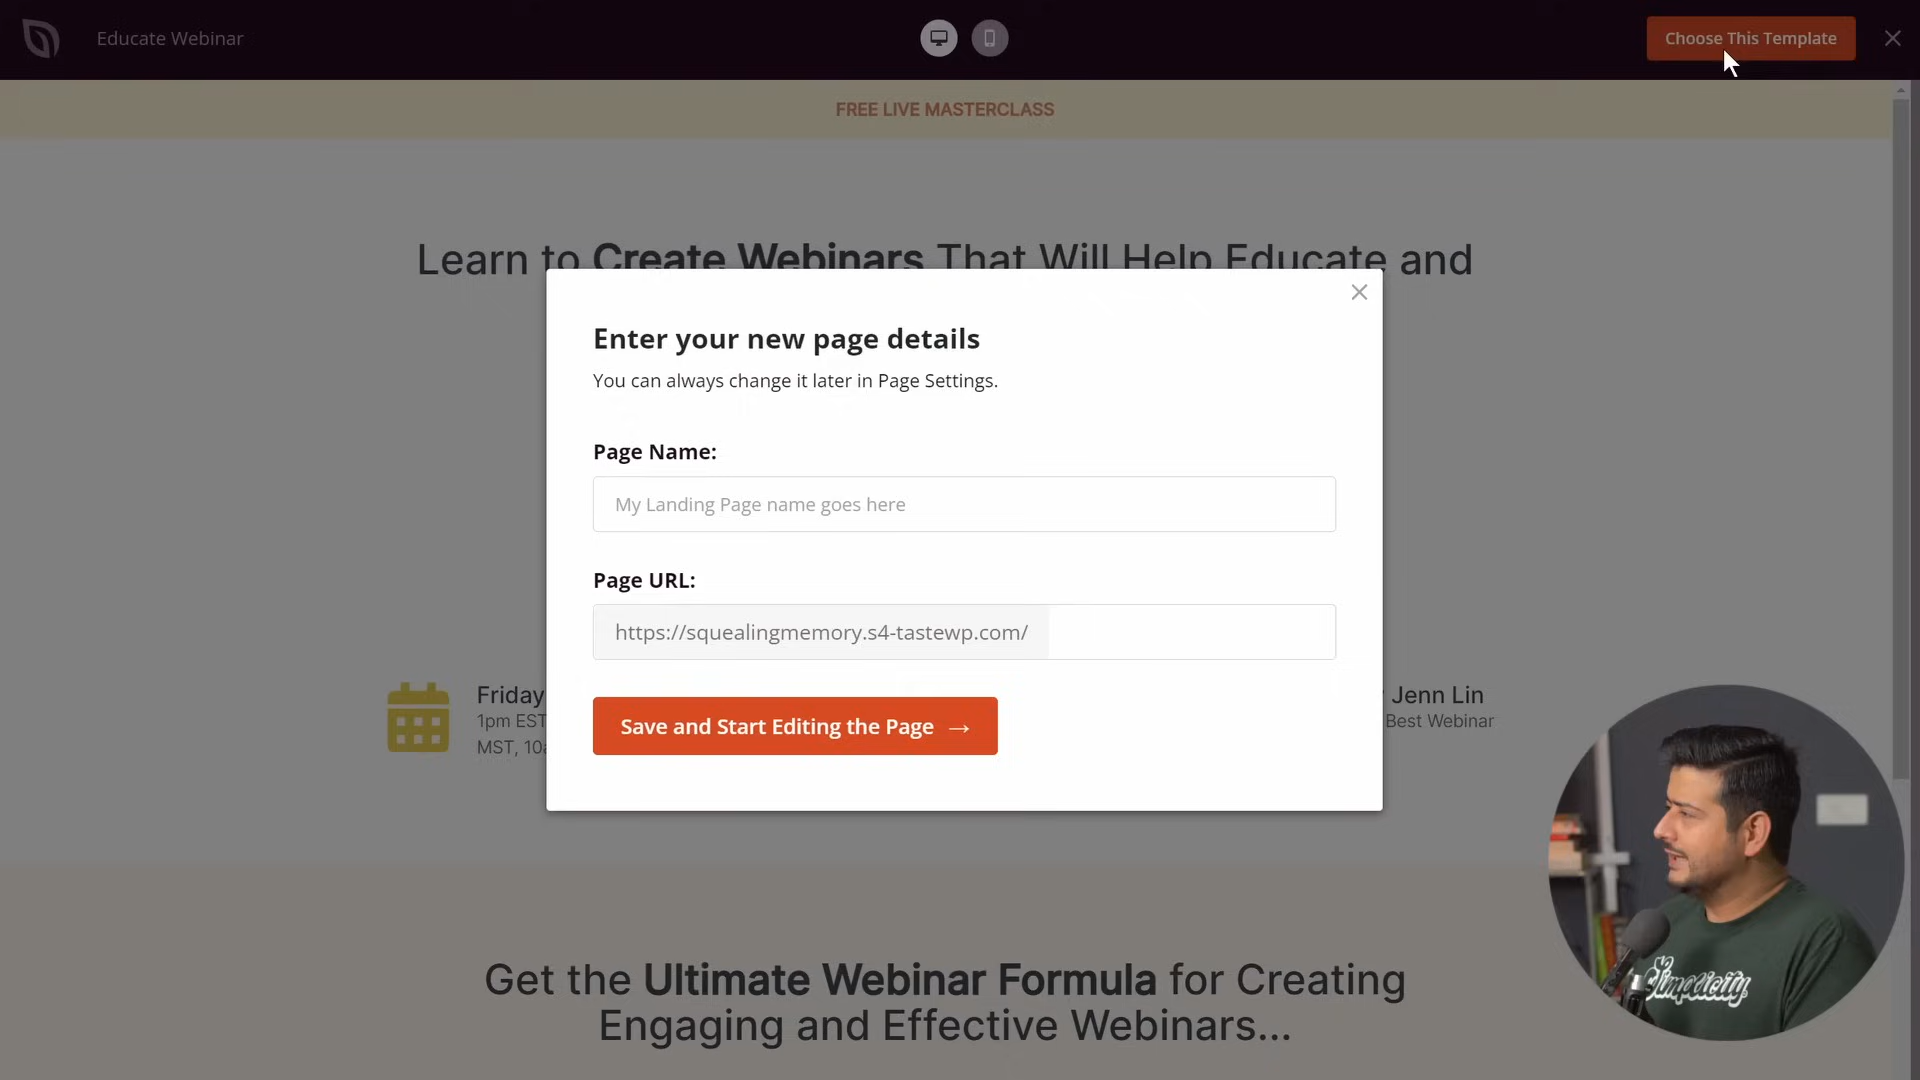 Educate Webinar
Choose This Template
FREE LIVE MASTERCLASS
Learn to Create Webinars That Will Help Educate and
Enter your new page details
You can always change it later in Page Settings.
Page Name:
My Landing Page name goes here
Page URL:
https://squealingmemory.s4-tastewp.com/
Save and Start Editing the Page →
Friday
1pm EST
MST, 10a
Jenn Lin
Best Webinar
Get the Ultimate Webinar Formula for Creating
Engaging and Effective Webinars...
Simplicity